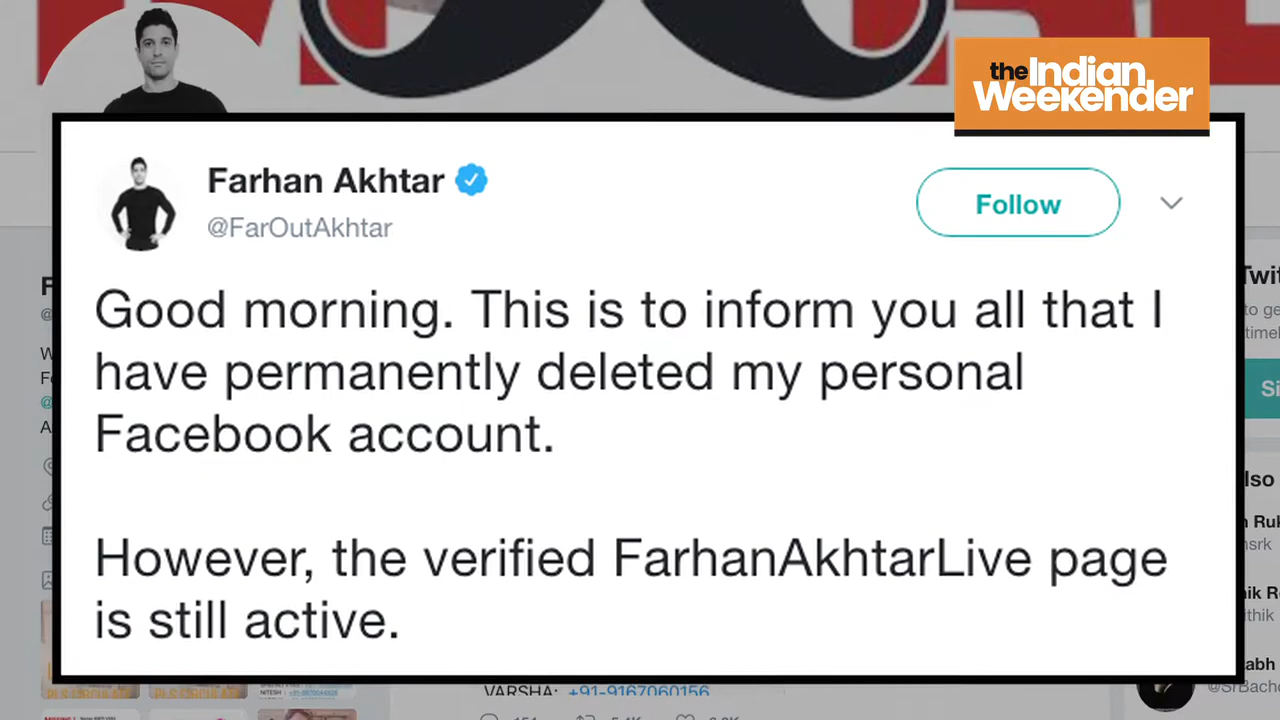 the Indian
Weekender
Farhan Akhtar
@FarOutAkhtar
Follow
Good morning. This is to inform you all that I
have permanently deleted my personal
Facebook account.
However, the verified FarhanAkhtarLive page
is still active.
VARSHA: +91-9167060156